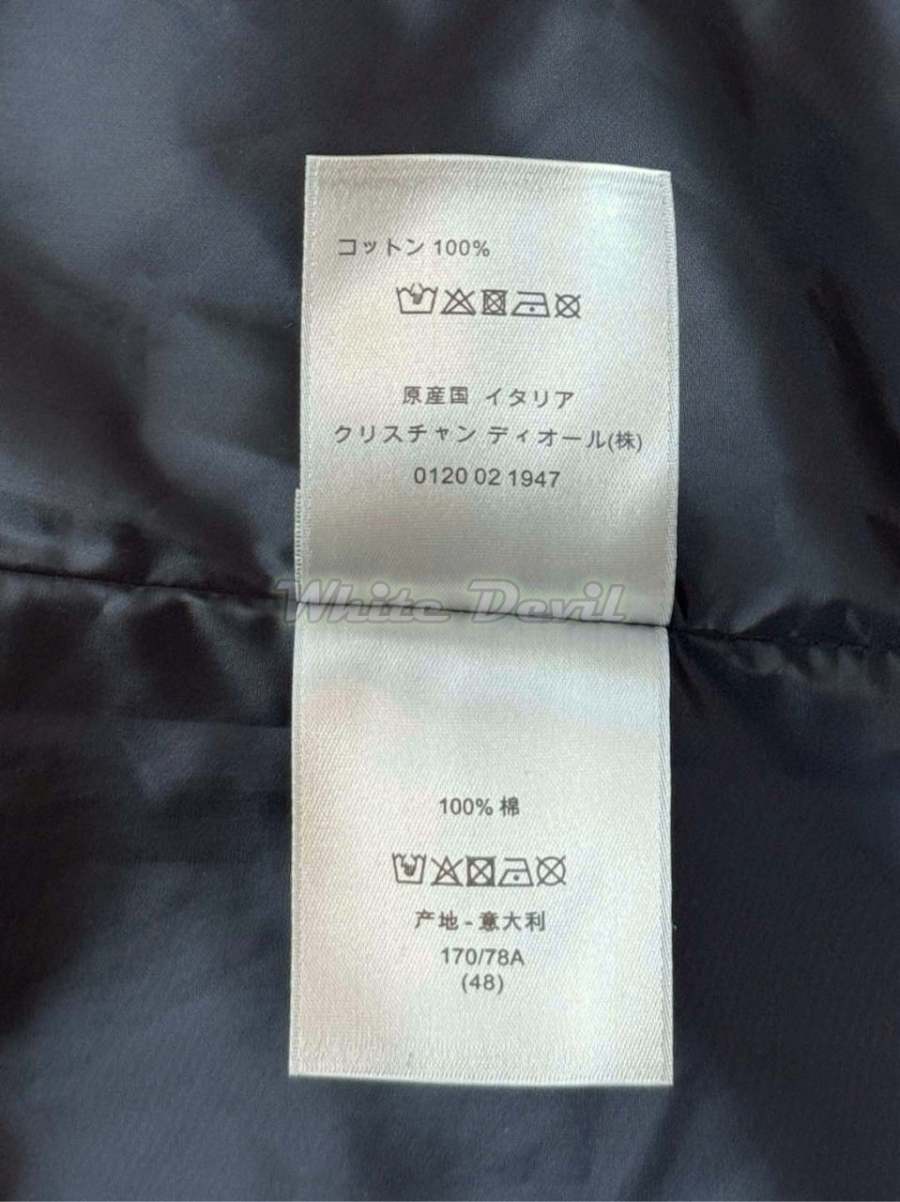 コットン 100%
原産国 イタリア
クリスチャン ディオール(株)
0120 02 1947
White Devil
100% 棉
产地 - 意大利
170/78A
(48)